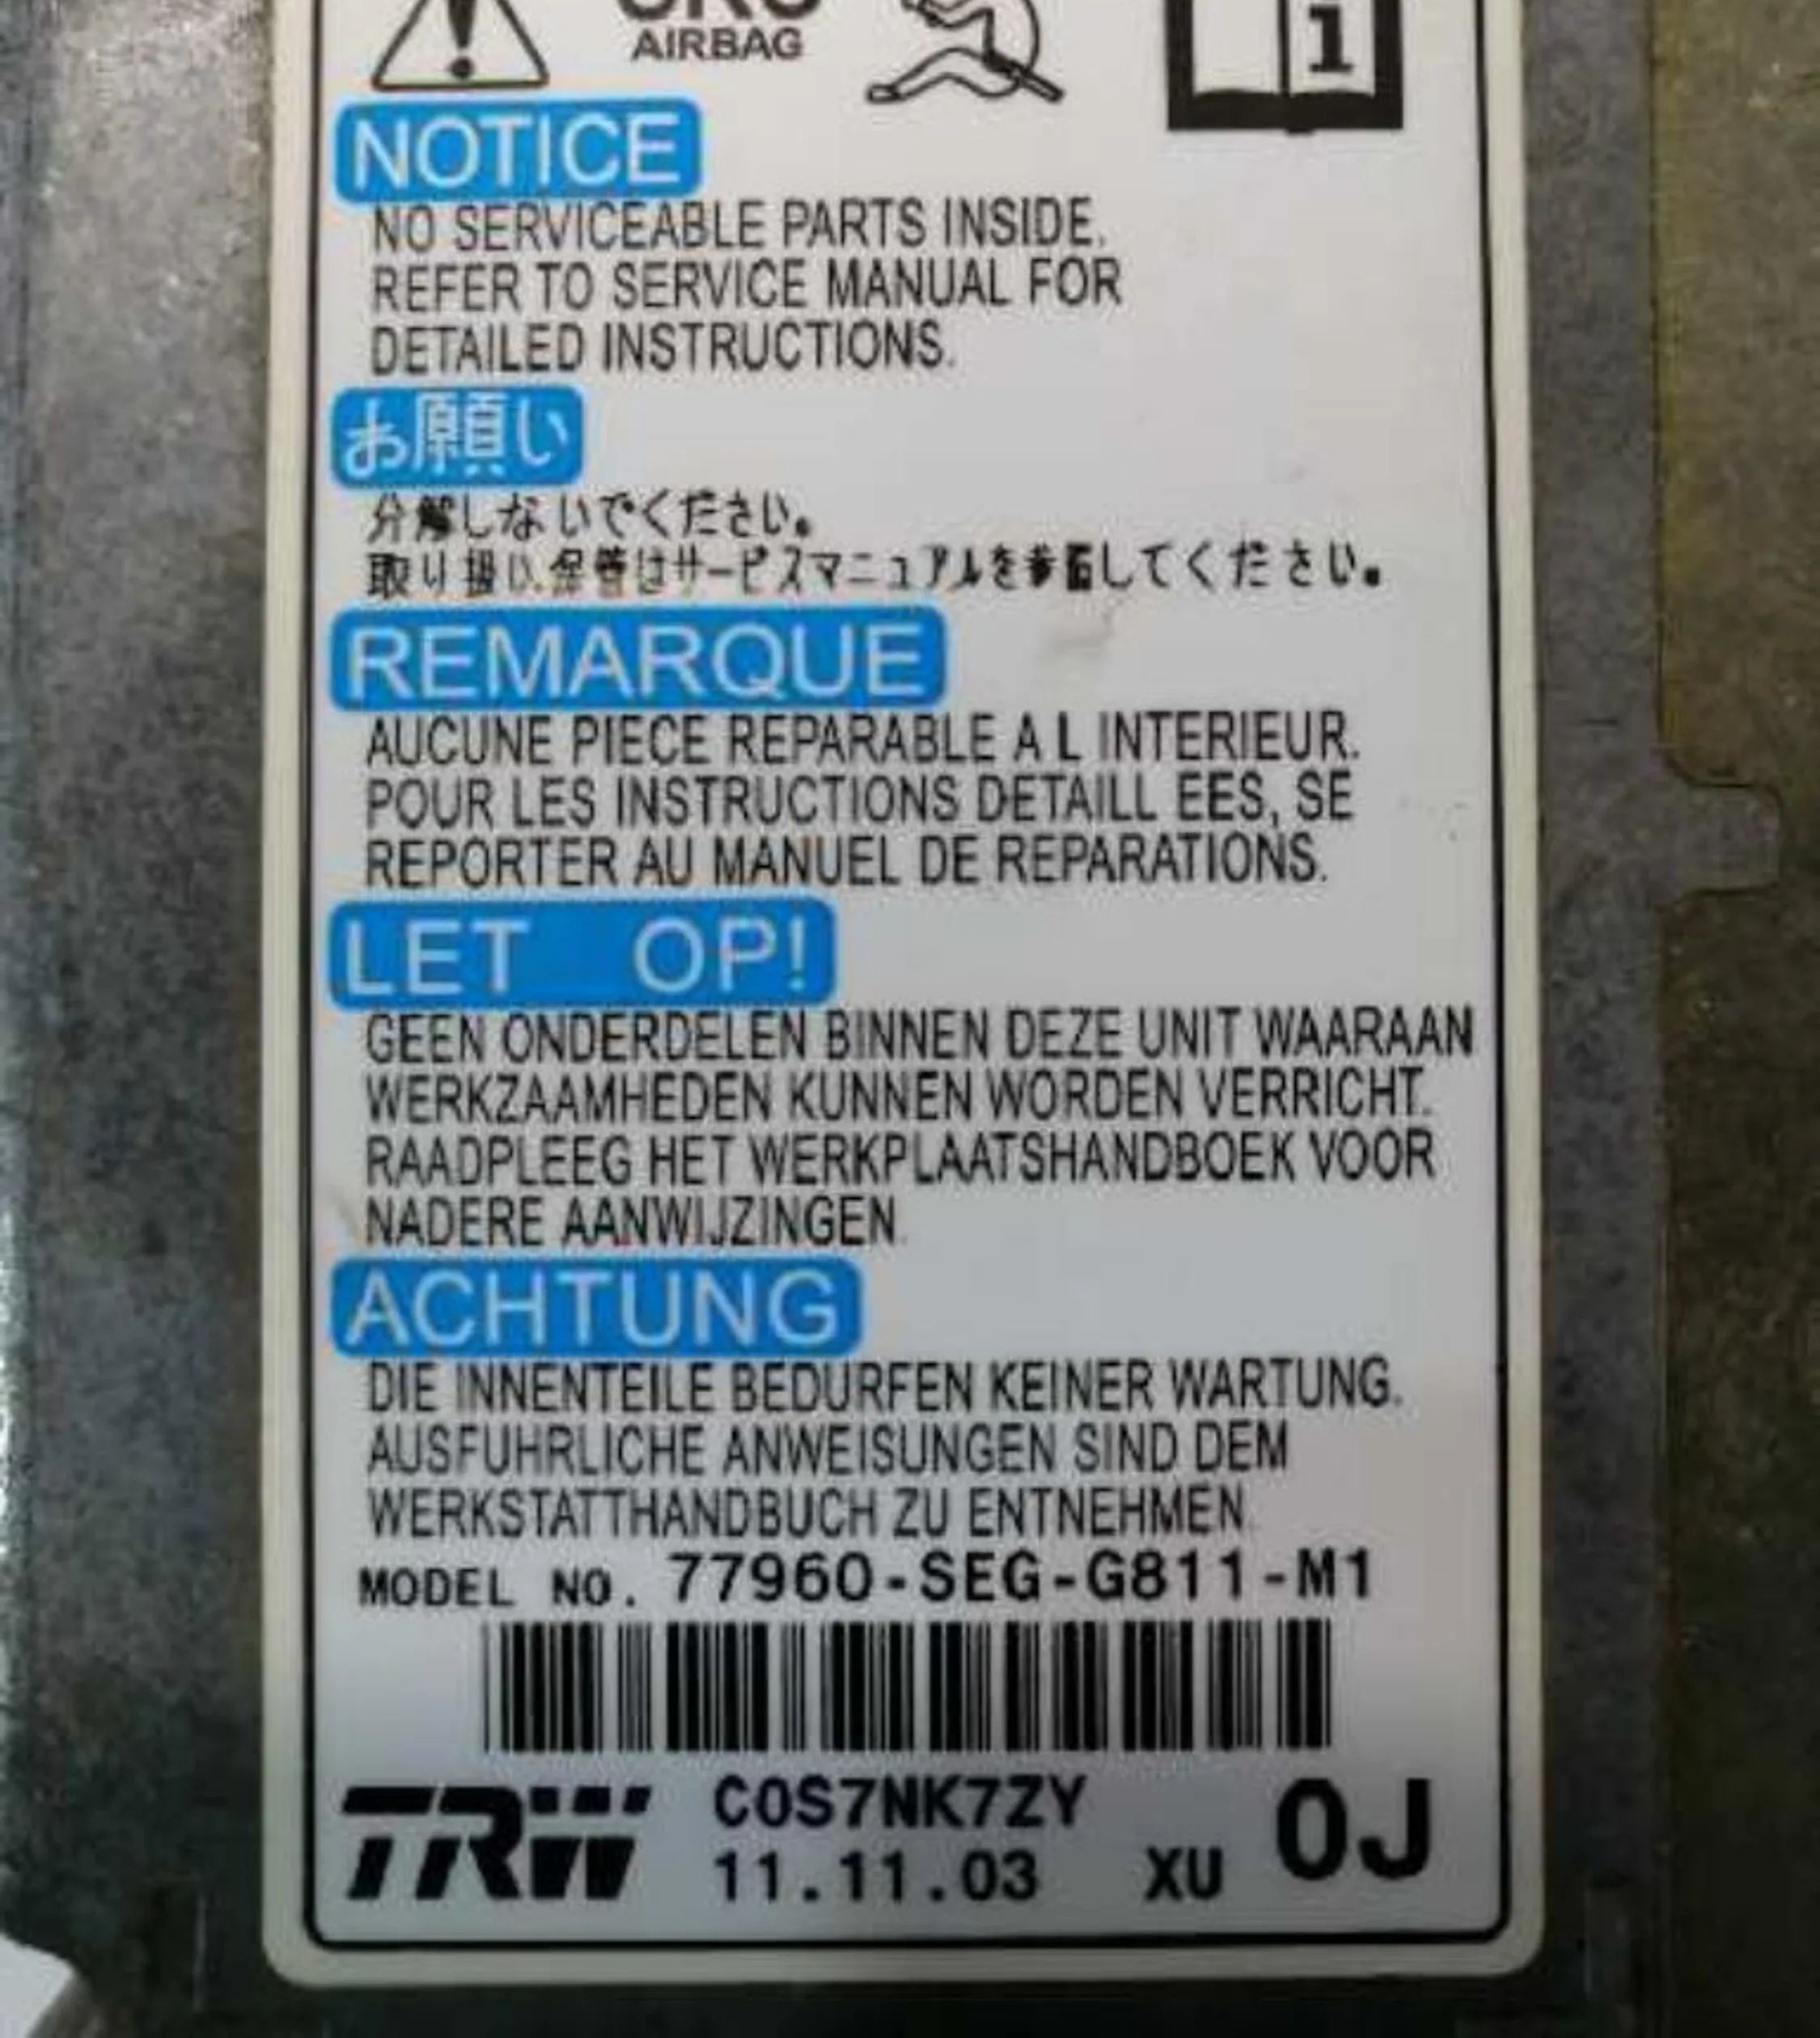 SRS
AIRBAG
i
NOTICE
NO SERVICEABLE PARTS INSIDE.
REFER TO SERVICE MANUAL FOR
DETAILED INSTRUCTIONS.
お願い
分解しないでください。
取り扱い、保管はサービスマニュアルを参照してください。
REMARQUE
AUCUNE PIECE REPARABLE A L INTERIEUR.
POUR LES INSTRUCTIONS DETAILL EES, SE
REPORTER AU MANUEL DE REPARATIONS.
LET OP!
GEEN ONDERDELEN BINNEN DEZE UNIT WAARAAN
WERKZAAMHEDEN KUNNEN WORDEN VERRICHT.
RAADPLEEG HET WERKPLAATSHANDBOEK VOOR
NADERE AANWIJZINGEN.
ACHTUNG
DIE INNENTEILE BEDURFEN KEINER WARTUNG.
AUSFUHRLICHE ANWEISUNGEN SIND DEM
WERKSTATTHANDBUCH ZU ENTNEHMEN.
MODEL NO. 77960-SEG-G811-M1
TRW C0S7NK7ZY
11.11.03 XU 0J